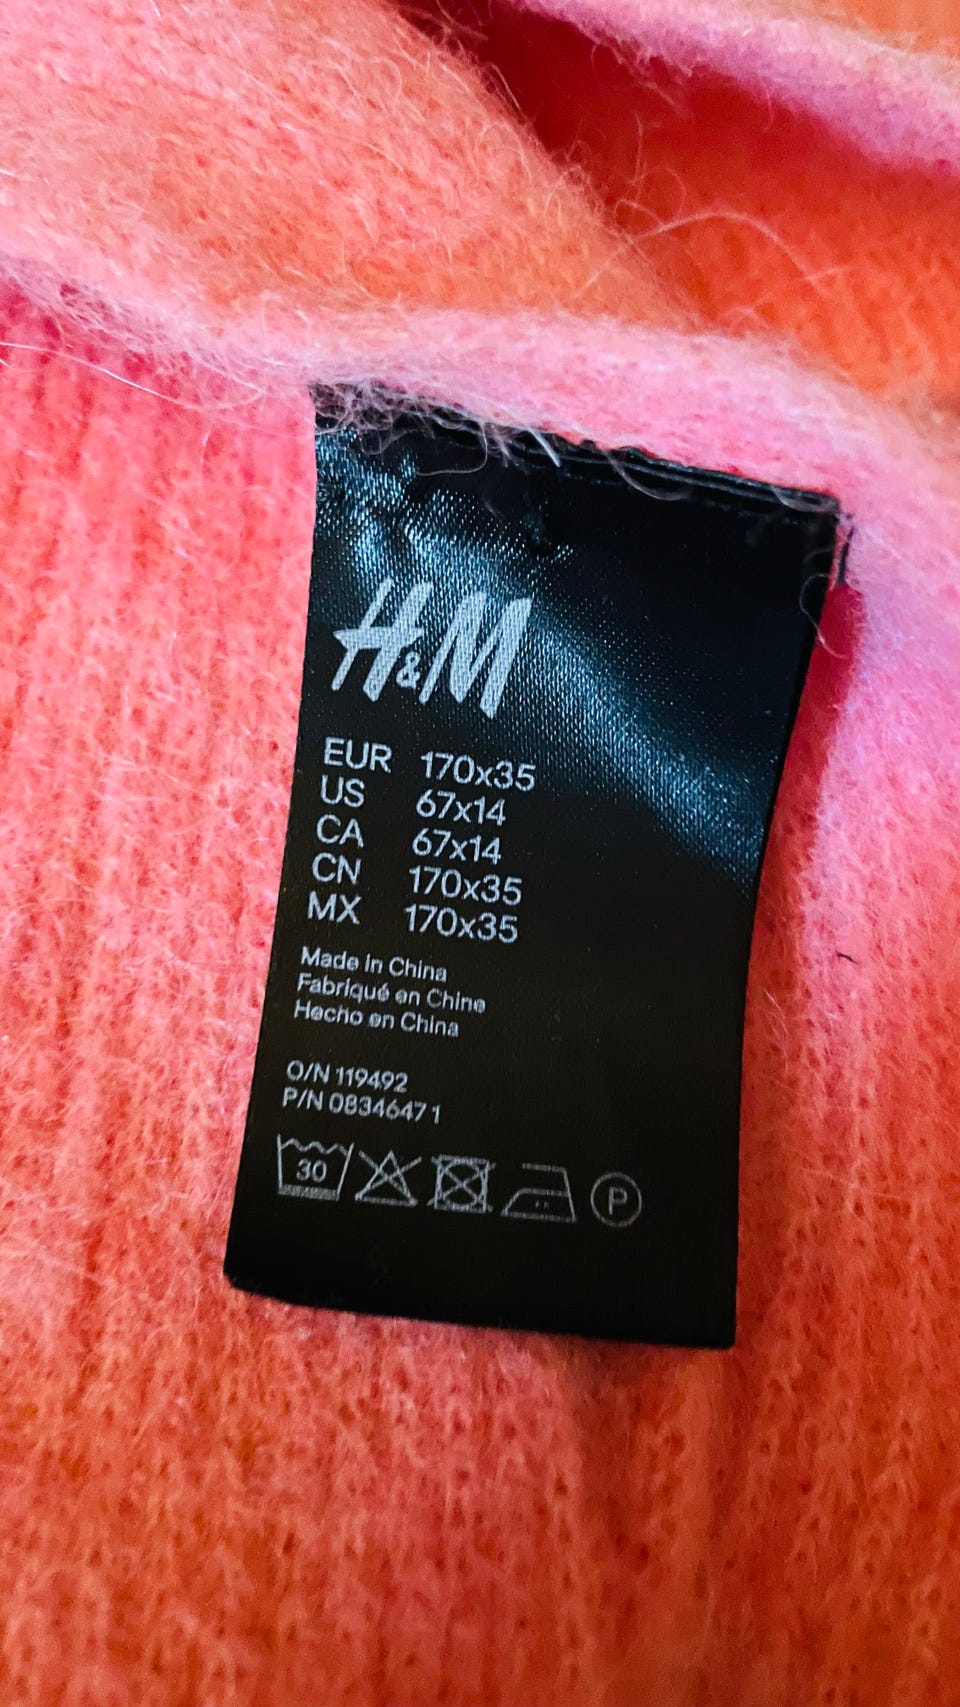 H&M
EUR 170x35
US 67x14
CA 67x14
CN 170x35
MX 170x35
Made in China
Fabriqué en Chine
Hecho en China
O/N 119492
P/N 08346471
30
P